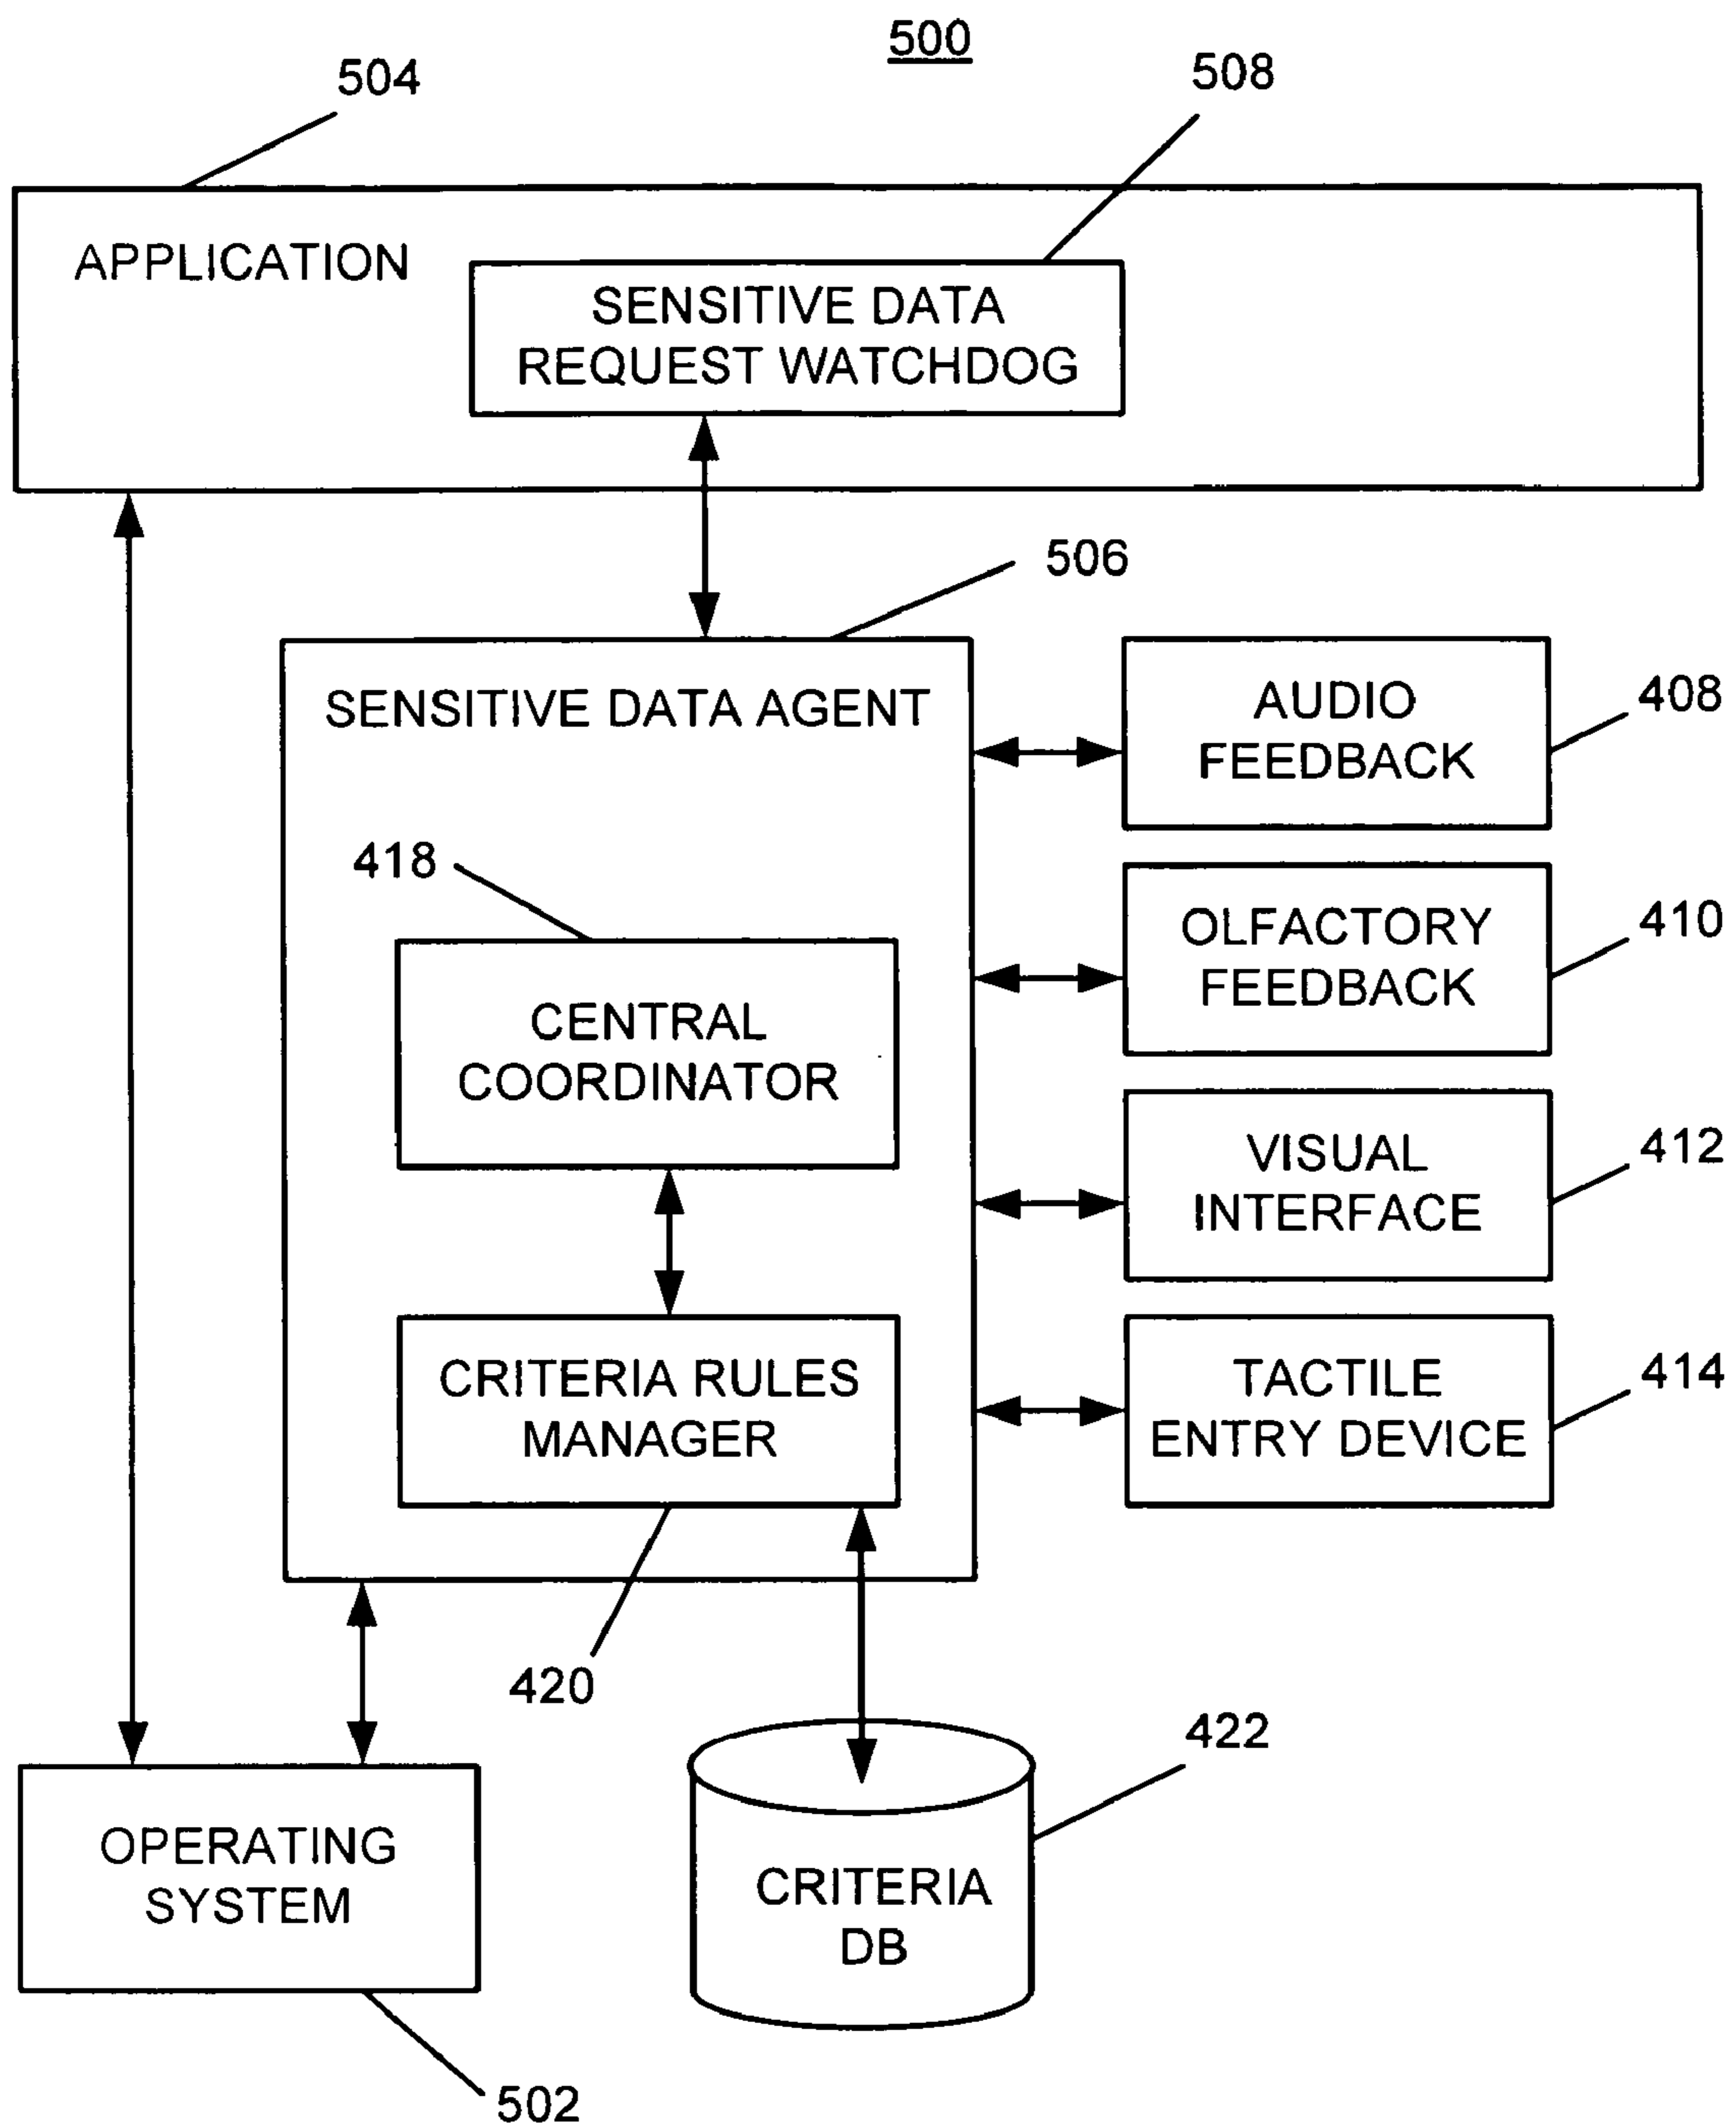 500
504
508
APPLICATION
SENSITIVE DATA
REQUEST WATCHDOG
506
SENSITIVE DATA AGENT
AUDIO
FEEDBACK
408
418
OLFACTORY
FEEDBACK
410
CENTRAL
COORDINATOR
VISUAL
INTERFACE
412
CRITERIA RULES
MANAGER
TACTILE
ENTRY DEVICE
414
420
422
OPERATING
SYSTEM
CRITERIA
DB
502